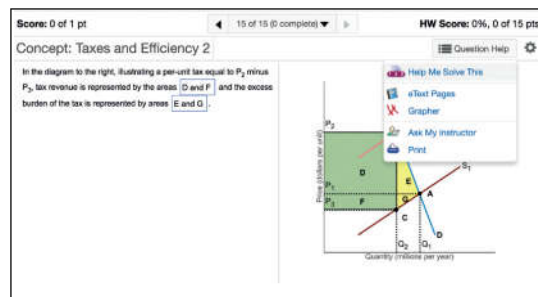 Score: 0 of 1 pt
15 of 15 (0 complete)
HW Score: 0%, 0 of 15 pts
Concept: Taxes and Efficiency 2
Question Help
In the diagram to the right, illustrating a per-unit tax equal to P2 minus
P3, tax revenue is represented by the areas D and F and the excess
burden of the tax is represented by areas E and G.
Help Me Solve This
eText Pages
Grapher
Ask My Instructor
Print
Price (dollars per unit)
P2
D
E
S1
P1
A
P3
F
G
C
D
Q2
Q1
Quantity (millions per year)